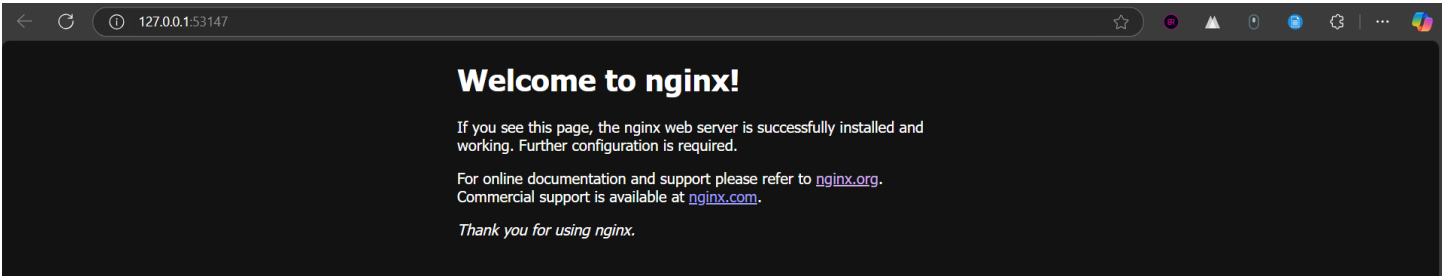 127.0.0.1:53147
Welcome to nginx!
If you see this page, the nginx web server is successfully installed and
working. Further configuration is required.
For online documentation and support please refer to nginx.org.
Commercial support is available at nginx.com.
Thank you for using nginx.